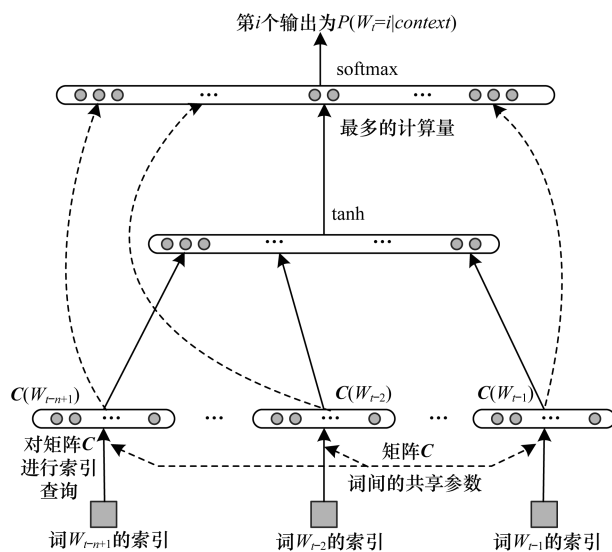 第i个输出为P(Wt=i|context)
softmax
... ...
最多的计算量
tanh
... ...
C(Wt−n+1) C(Wt−2) C(Wt−1)
... ... ... ... ...
对矩阵C
进行索引
查询
矩阵C
词间的共享参数
词Wt−n+1的索引 词Wt−2的索引 词Wt−1的索引